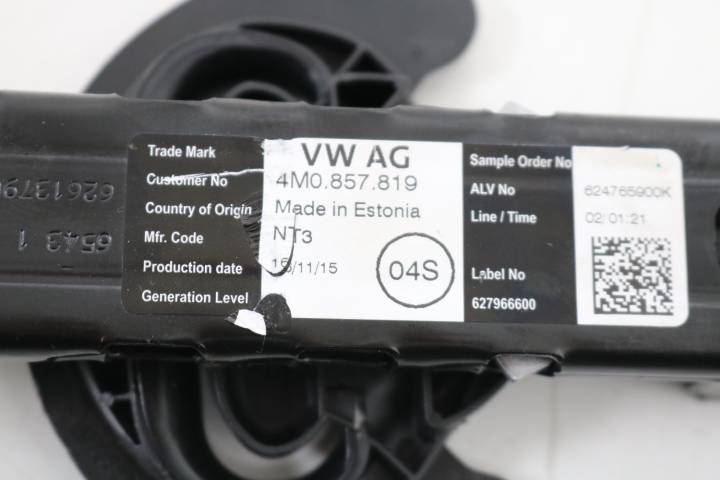 Trade Mark VW AG
Customer No 4M0.857.819
Country of Origin Made in Estonia
Mfr. Code NT3
Production date 16/11/15
Generation Level
04S
Sample Order No
ALV No 624765900K
Line / Time 02/01:21
Label No
627966600
6543 1